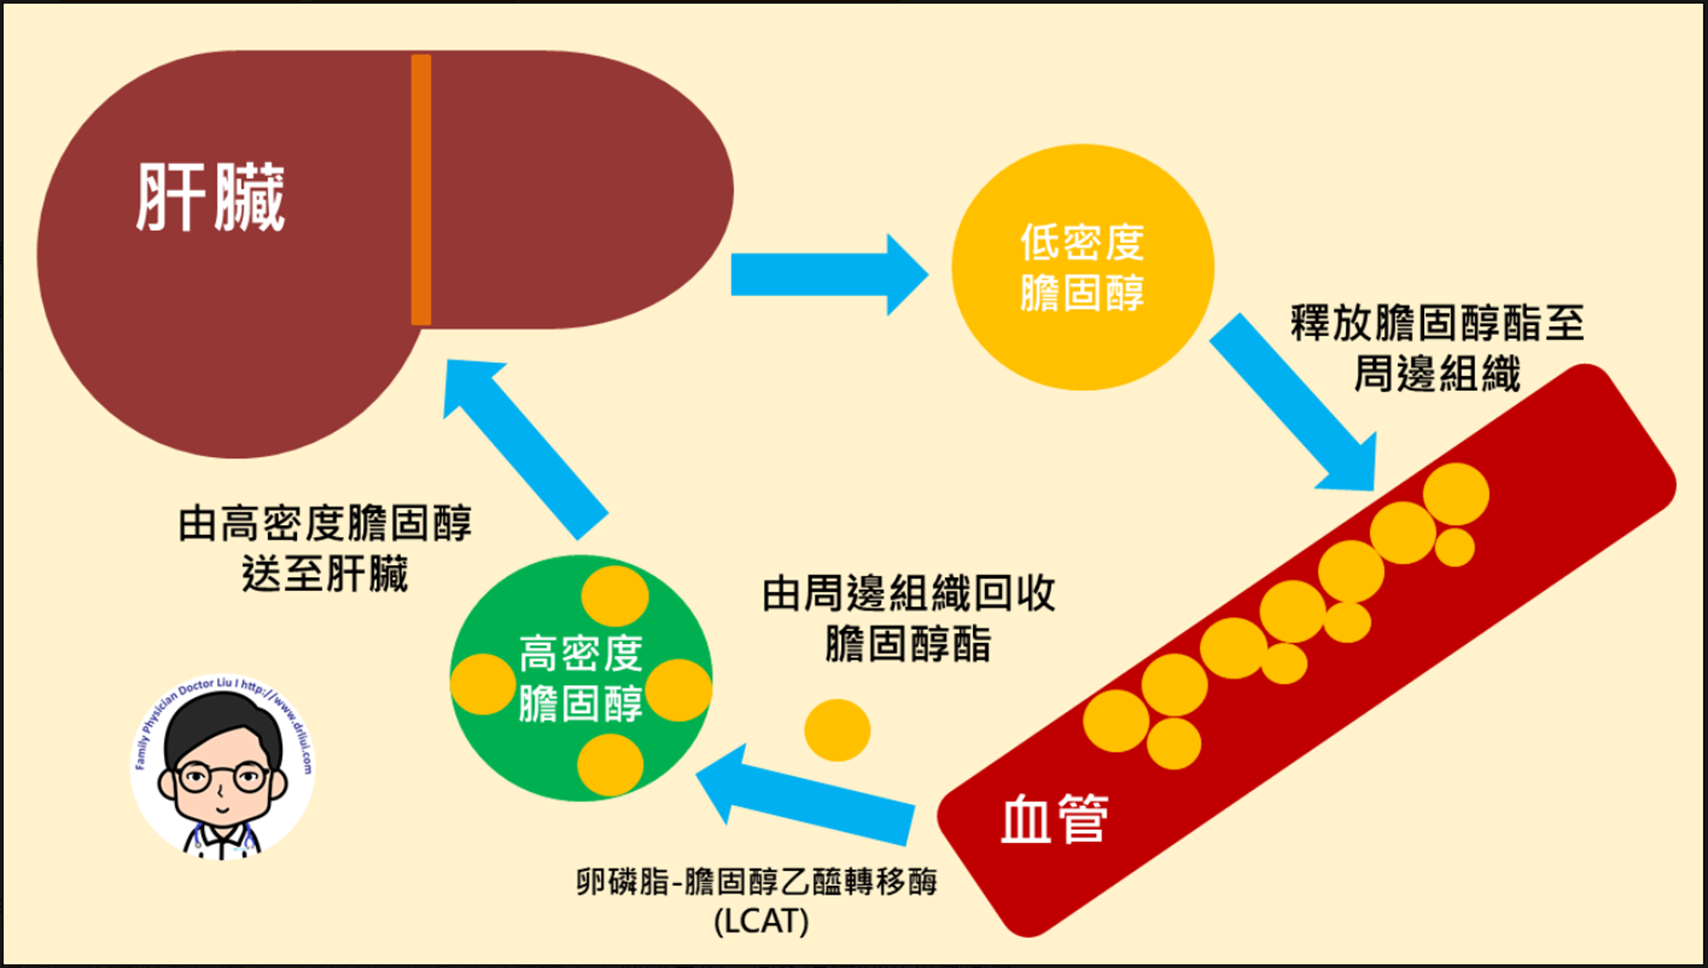 肝臟
低密度
膽固醇
釋放膽固醇酯至
周邊組織
由高密度膽固醇
送至肝臟
高密度
膽固醇
由周邊組織回收
膽固醇酯
血管
卵磷脂-膽固醇乙醯轉移酶
(LCAT)
Family Physician Doctor Liu I http://www.drliui.com